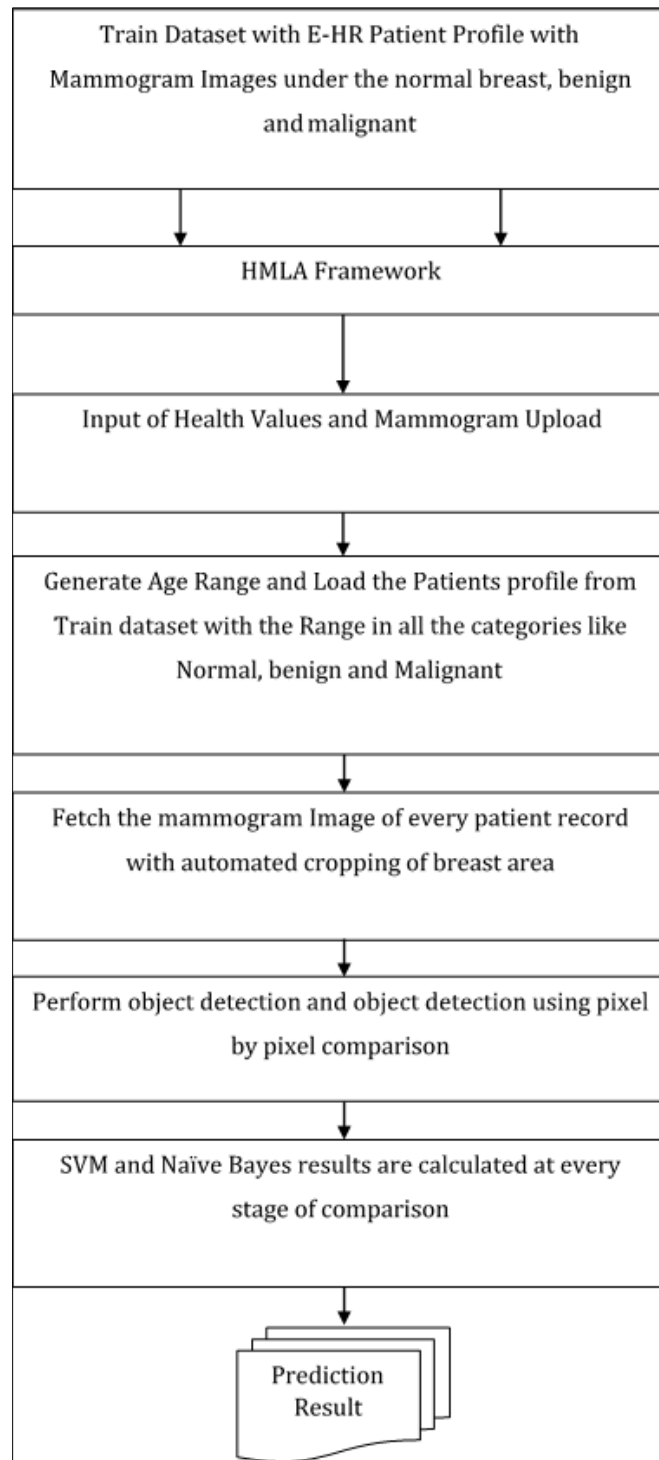 Train Dataset with E-HR Patient Profile with
Mammogram Images under the normal breast, benign
and malignant
HMLA Framework
Input of Health Values and Mammogram Upload
Generate Age Range and Load the Patients profile from
Train dataset with the Range in all the categories like
Normal, benign and Malignant
Fetch the mammogram Image of every patient record
with automated cropping of breast area
Perform object detection and object detection using pixel
by pixel comparison
SVM and Naïve Bayes results are calculated at every
stage of comparison
Prediction
Result